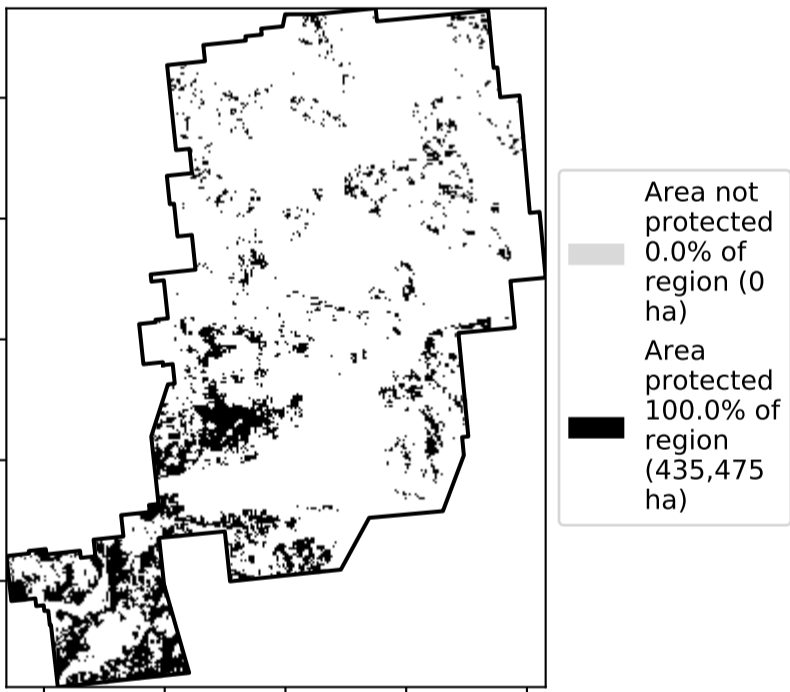 Area not
protected
0.0% of
region (0
ha)
Area
protected
100.0% of
region
(435,475
ha)